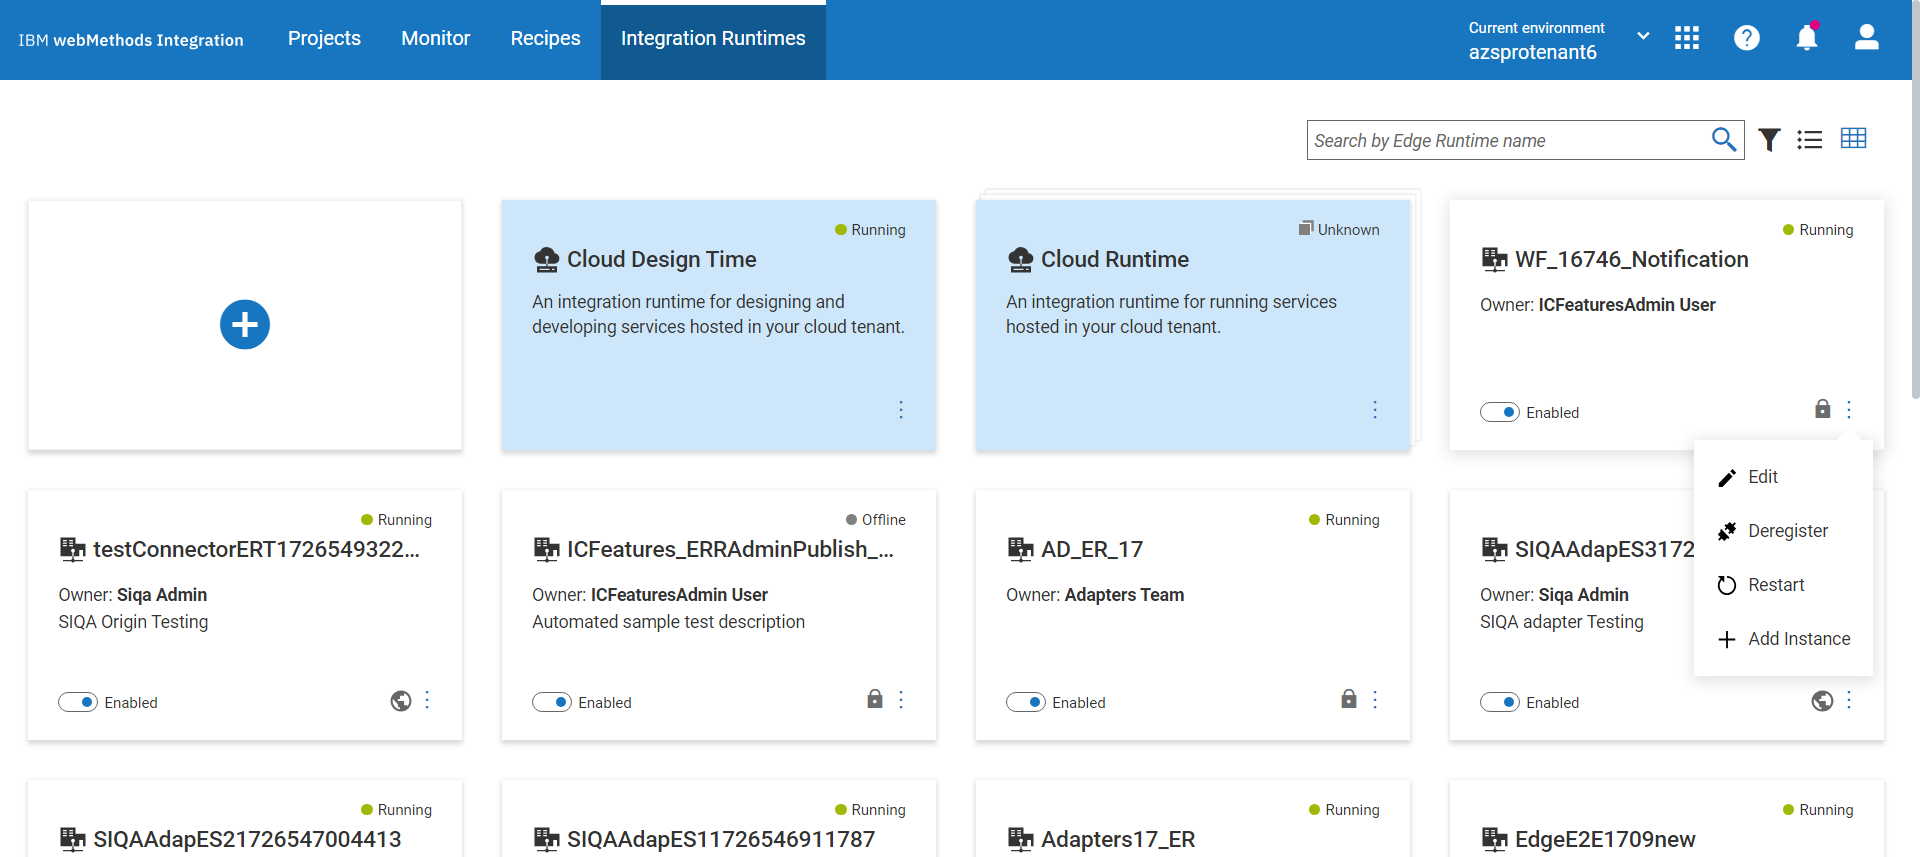 IBM webMethods Integration
Projects
Monitor
Recipes
Integration Runtimes
Current environment
azsprotenant6
Search by Edge Runtime name
Running
Cloud Design Time
An integration runtime for designing and
developing services hosted in your cloud tenant.
Unknown
Cloud Runtime
An integration runtime for running services
hosted in your cloud tenant.
Running
WF_16746_Notification
Owner: ICFeaturesAdmin User
Enabled
Edit
Deregister
Restart
Add Instance
Running
testConnectorERT1726549322...
Owner: Siqa Admin
SIQA Origin Testing
Enabled
Offline
ICFeatures_ERRAdminPublish_...
Owner: ICFeaturesAdmin User
Automated sample test description
Enabled
Running
AD_ER_17
Owner: Adapters Team
Enabled
SIQAAdapES3172
Owner: Siqa Admin
SIQA adapter Testing
Enabled
Running
SIQAAdapES21726547004413
Running
SIQAAdapES11726546911787
Running
Adapters17_ER
Running
EdgeE2E1709new